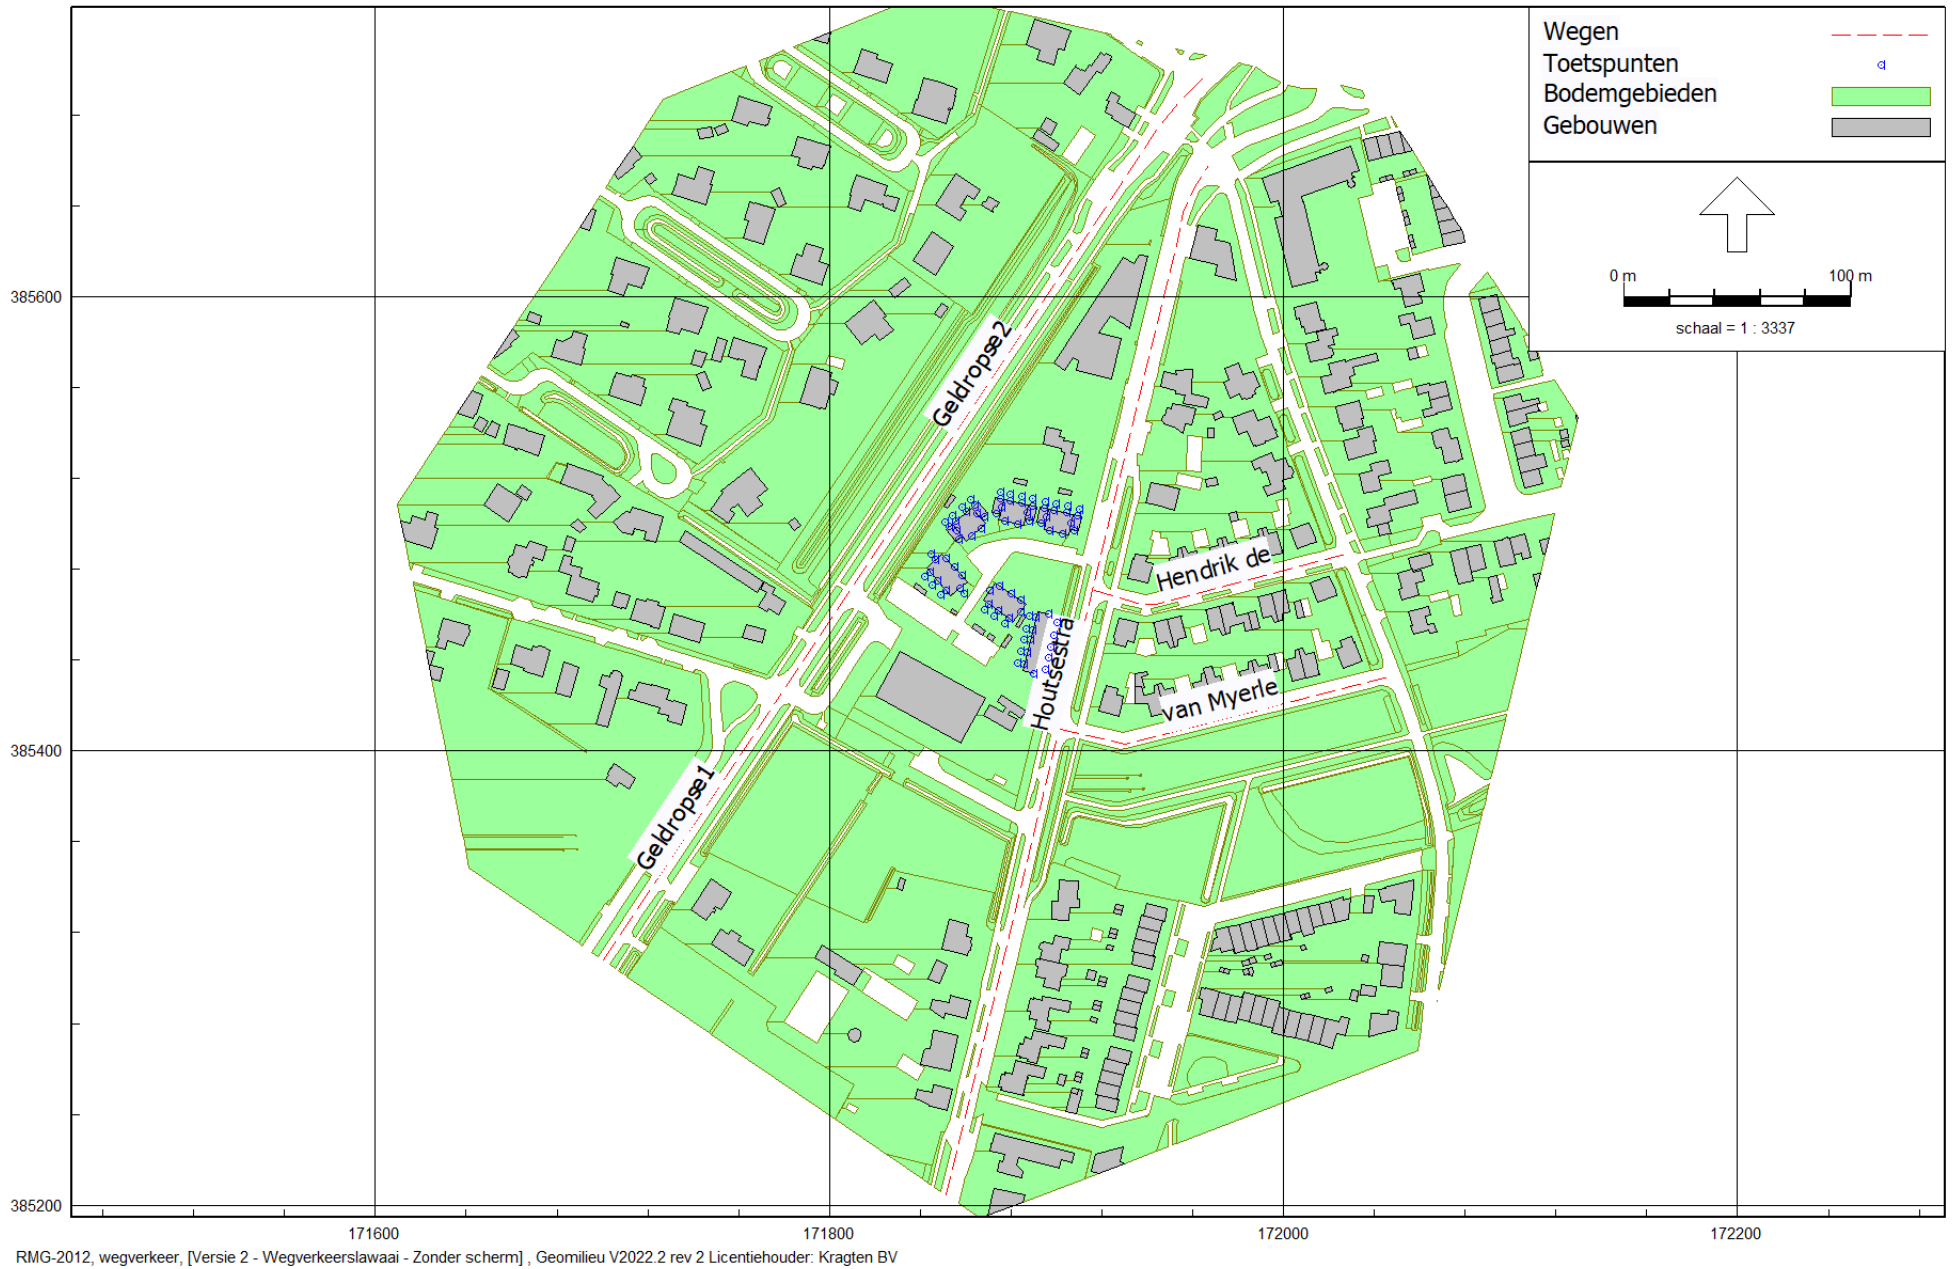 Wegen
Toetspunten
Bodemgebieden
Gebouwen
0 m
100 m
schaal = 1 : 3337
385600
Geldropse2
Hendrik de
van Myerle
Houtsestra
385400
Geldropse1
385200
171600
171800
172000
172200
RMG-2012, wegverkeer, [Versie 2 - Wegverkeerslawaai - Zonder scherm] , Geomilieu V2022.2 rev 2 Licentiehouder: Kragten BV